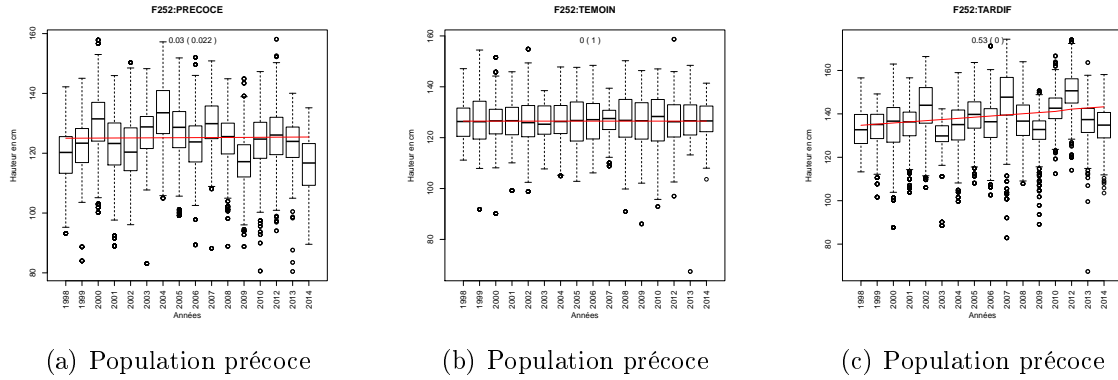 F252:PRECOCE
0.03 ( 0.022 )
Hauteur en cm
160
140
120
100
80
1998 1999 2000 2001 2002 2003 2004 2005 2006 2007 2008 2009 2010 2012 2013 2014
Années
(a) Population précoce
F252:TEMOIN
0 ( 1 )
Hauteur en cm
160
140
120
100
80
1998 1999 2000 2001 2002 2003 2004 2005 2006 2007 2008 2009 2010 2012 2013 2014
Années
(b) Population précoce
F252:TARDIF
0.53 ( 0 )
Hauteur en cm
160
140
120
100
80
1998 1999 2000 2001 2002 2003 2004 2005 2006 2007 2008 2009 2010 2012 2013 2014
Années
(c) Population précoce